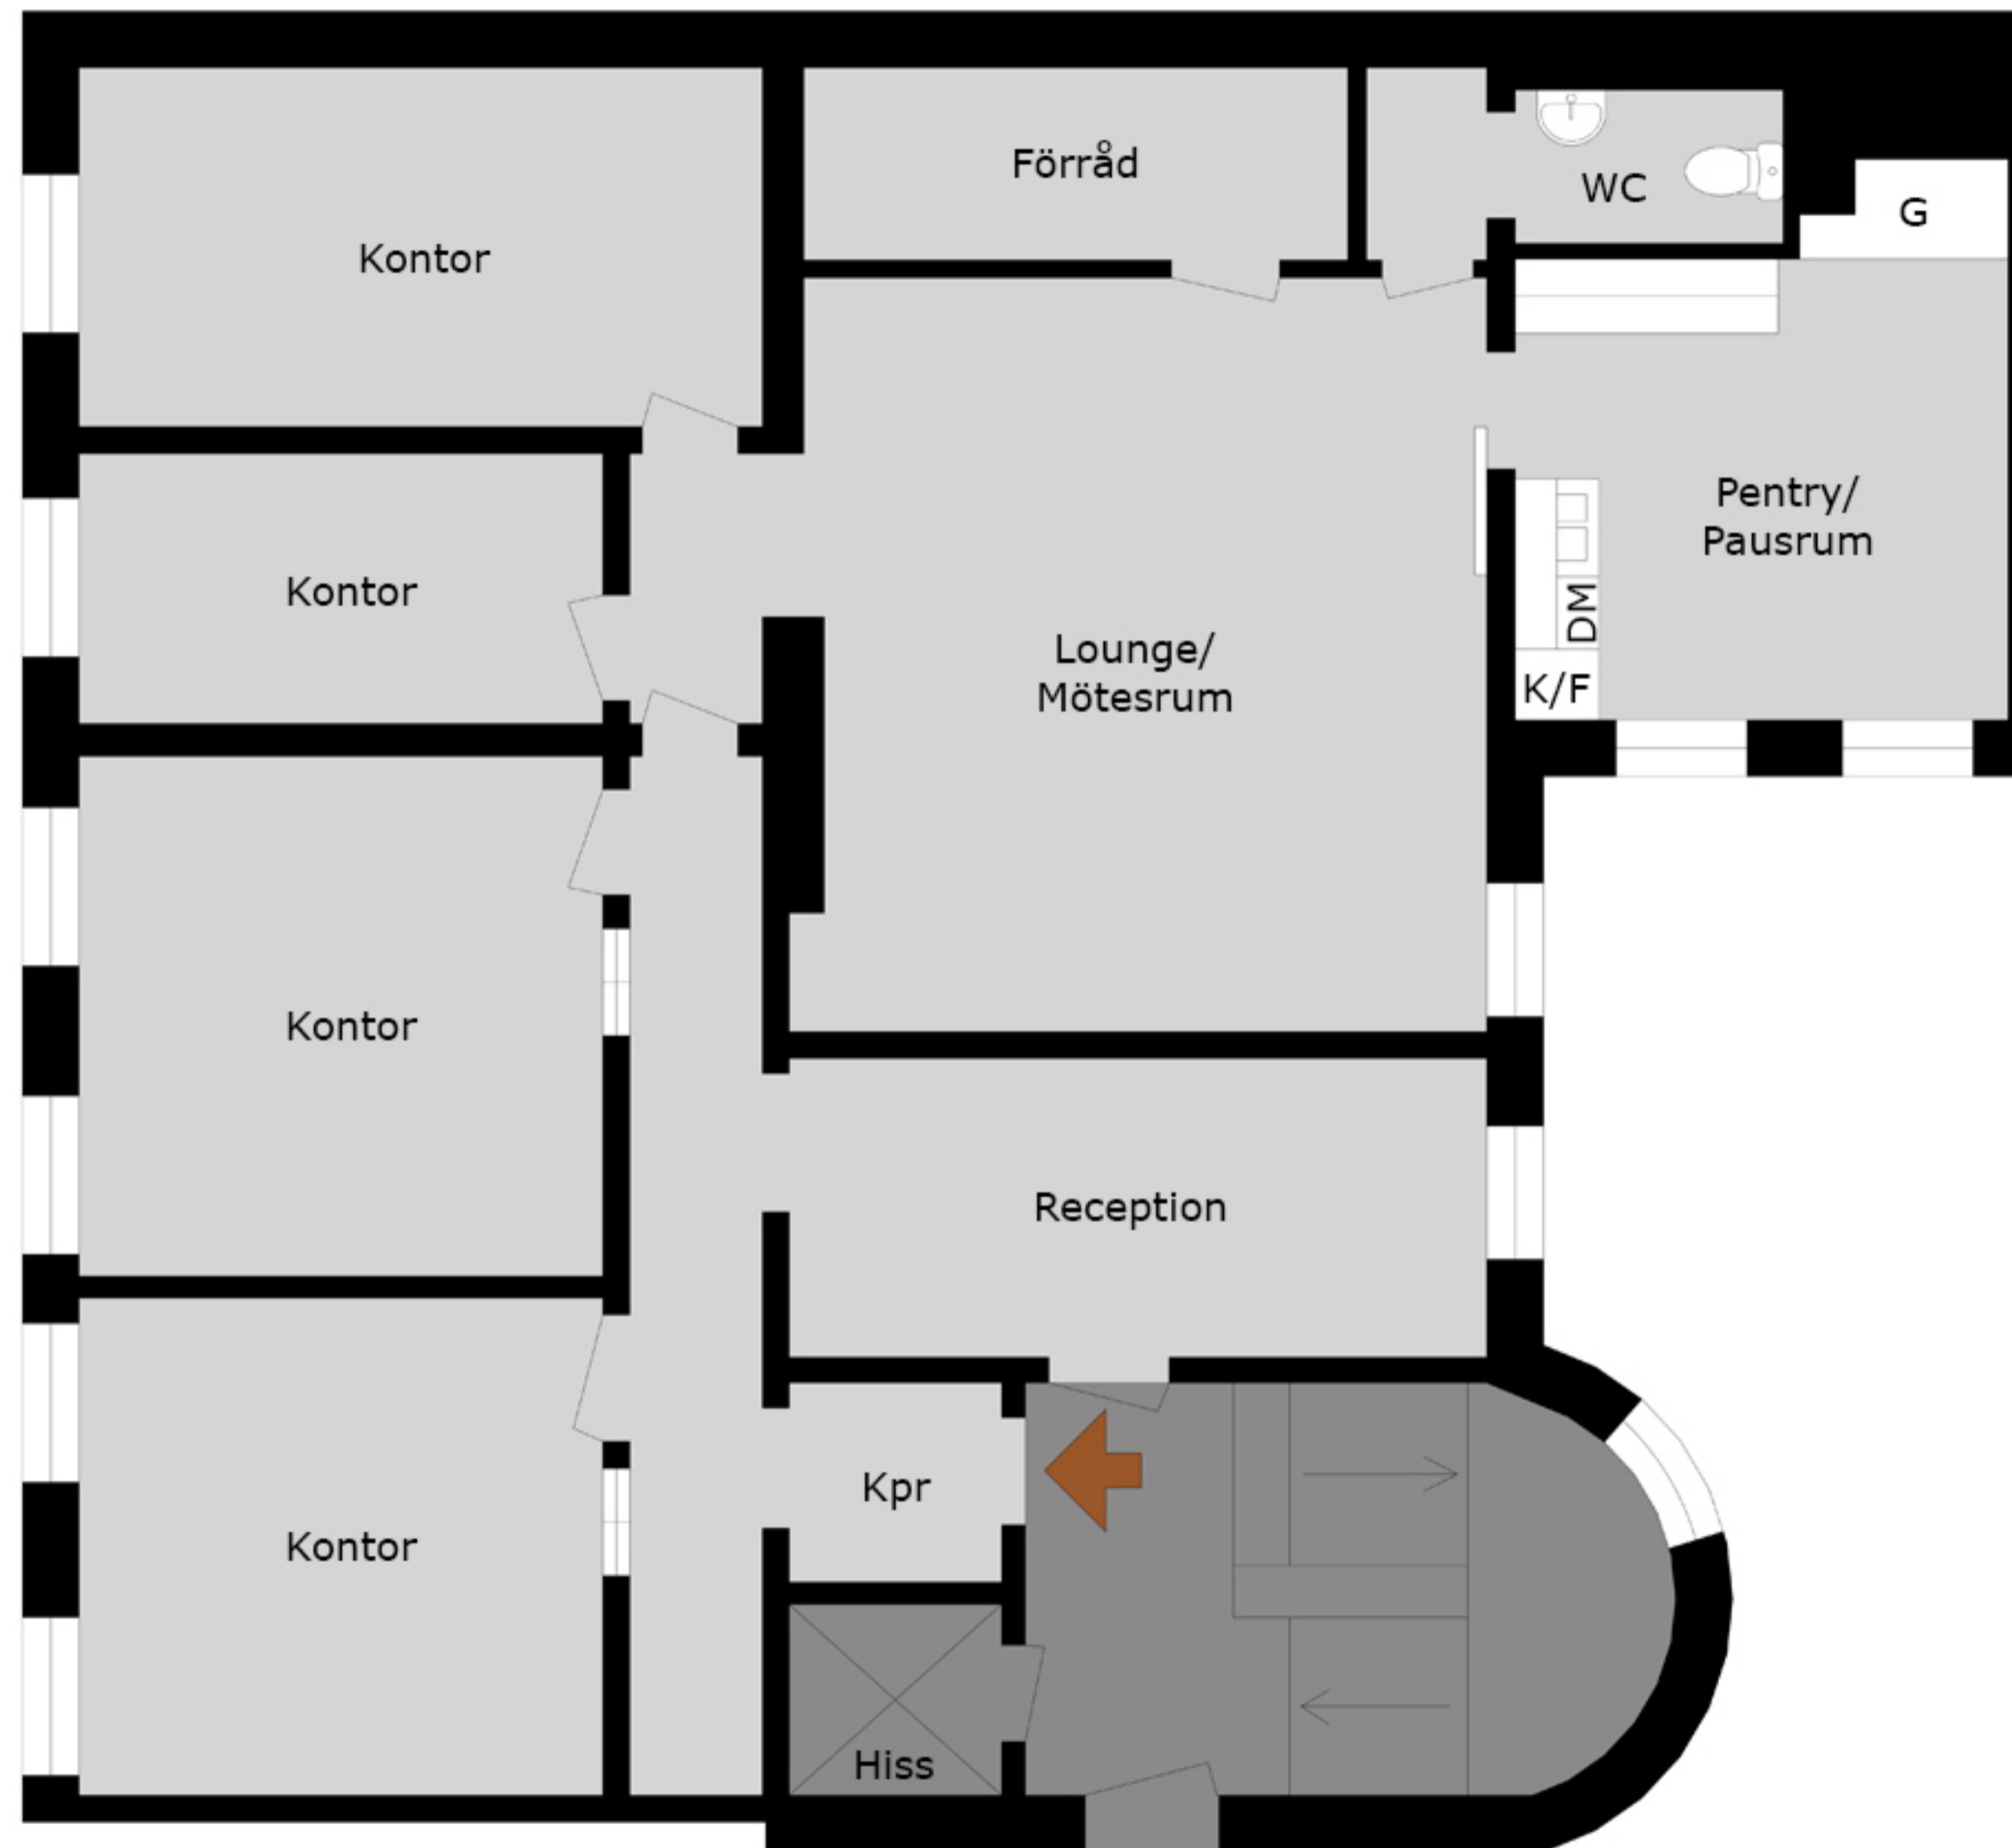 Förråd
WC
G
Kontor
Pentry/
Pausrum
Kontor
DM
Lounge/
Mötesrum
K/F
Kontor
Reception
Kpr
Kontor
Hiss